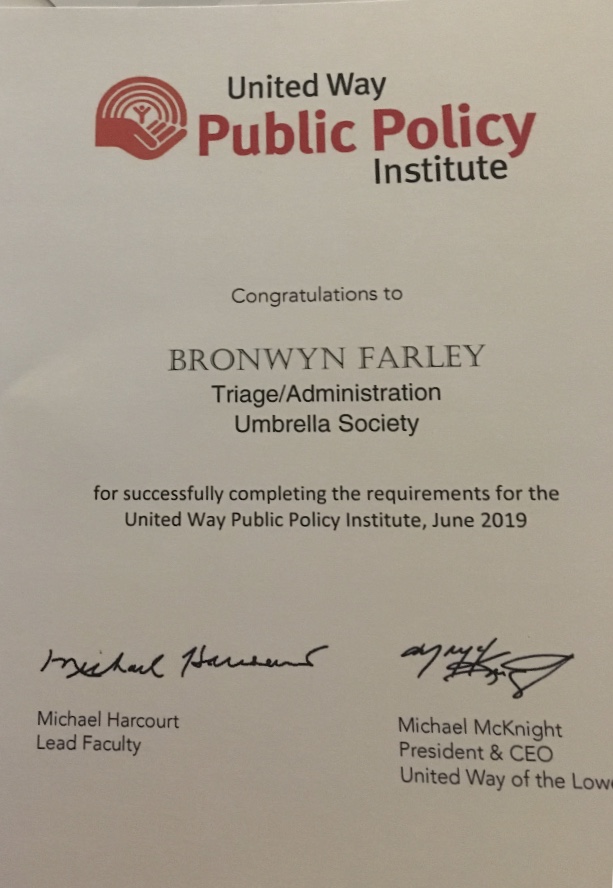 United Way
Public Policy
Institute
Congratulations to
BRONWYN FARLEY
Triage/Administration
Umbrella Society
for successfully completing the requirements for the
United Way Public Policy Institute, June 2019
Michael Harcourt
Michael Harcourt
Lead Faculty
Michael McKnight
President & CEO
United Way of the Low